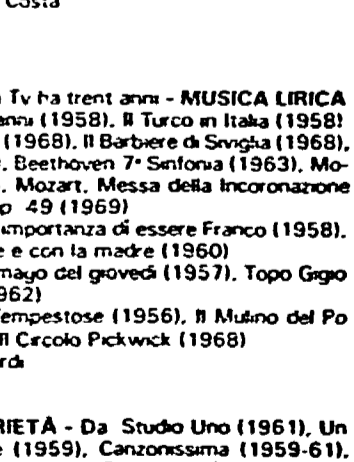 Costa
Tv ha trent anni - MUSICA LIRICA
anni (1958). Il Turco in Italia (1958)
(1968). Il Barbiere di Siviglia (1968),
Beethoven 7ª Sinfonia (1963), Mo-
Mozart, Messa della Incoronazione
49 (1969)
importanza di essere Franco (1958),
e con la madre (1960)
mago del giovedì (1957). Topo Gigio
962)
empestose (1956), Il Mulino del Po
Il Circolo Pickwick (1968)
rdi
RIETÀ - Da Studio Uno (1961), Un
e (1959), Canzonissima (1959-61),